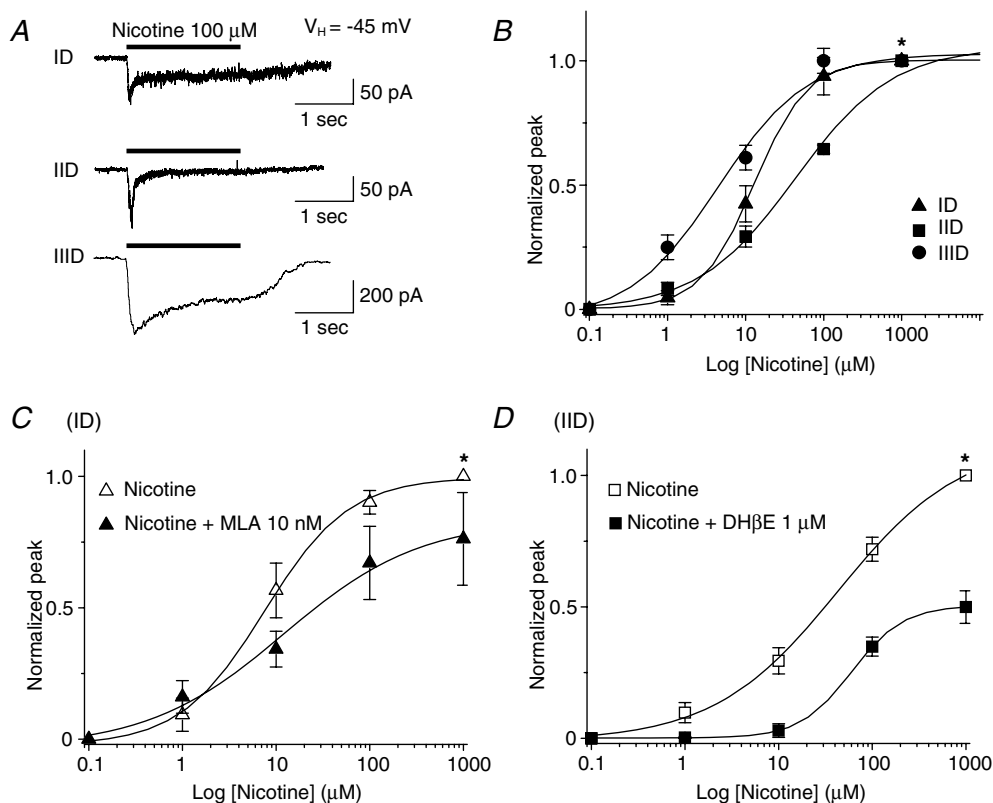 A
Nicotine 100 μM
V_H = -45 mV
ID
50 pA
1 sec
IID
50 pA
1 sec
IIID
200 pA
1 sec
B
*
1.0
0.5
0
Normalized peak
ID
IID
IIID
0.1 1 10 100 1000
Log [Nicotine] (μM)
C (ID)
*
1.0
0.5
0
Normalized peak
Nicotine
Nicotine + MLA 10 nM
0.1 1 10 100 1000
Log [Nicotine] (μM)
D (IID)
*
1.0
0.5
0
Normalized peak
Nicotine
Nicotine + DHβE 1 μM
0.1 1 10 100 1000
Log [Nicotine] (μM)